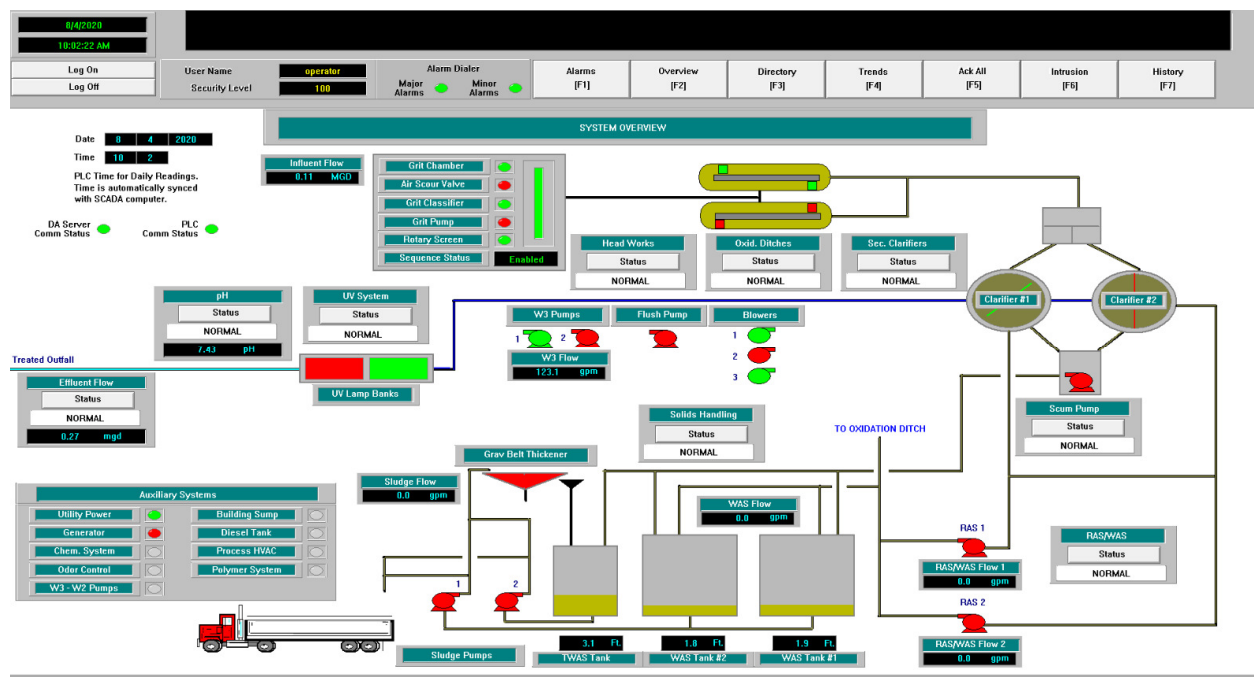 8/4/2020
10:02:22 AM
Log On
Log Off
User Name
operator
Security Level
100
Alarm Dialer
Major
Alarms
Minor
Alarms
Alarms
[F1]
Overview
[F2]
Directory
[F3]
Trends
[F4]
Ack All
[F5]
Intrusion
[F6]
History
[F7]
SYSTEM OVERVIEW
Date 8 4 2020
Time 10 2
PLC Time for Daily Readings.
Time is automatically synced
with SCADA computer.
DA Server
Comm Status
PLC
Comm Status
Influent Flow
0.11 MGD
Grit Chamber
Air Scour Valve
Grit Classifier
Grit Pump
Rotary Screen
Sequence Status
Enabled
Head Works
Status
NORMAL
Oxid. Ditches
Status
NORMAL
Sec. Clarifiers
Status
NORMAL
Clarifier #1
Clarifier #2
pH
Status
NORMAL
7.43 pH
UV System
Status
NORMAL
UV Lamp Banks
W3 Pumps
1
2
W3 Flow
123.1 gpm
Flush Pump
Blowers
1
2
3
Treated Outfall
Effluent Flow
Status
NORMAL
0.27 mgd
Scum Pump
Status
NORMAL
Solids Handling
Status
NORMAL
TO OXIDATION DITCH
Grav Belt Thickener
Sludge Flow
0.0 gpm
WAS Flow
0.0 gpm
Auxiliary Systems
Utility Power
Generator
Chem. System
Odor Control
W3 - W2 Pumps
Building Sump
Diesel Tank
Process HVAC
Polymer System
1
2
Sludge Pumps
3.1 Ft.
TWAS Tank
1.8 Ft.
WAS Tank #2
1.9 Ft.
WAS Tank #1
RAS 1
RAS/WAS Flow 1
0.0 gpm
RAS 2
RAS/WAS Flow 2
0.0 gpm
RAS/WAS
Status
NORMAL